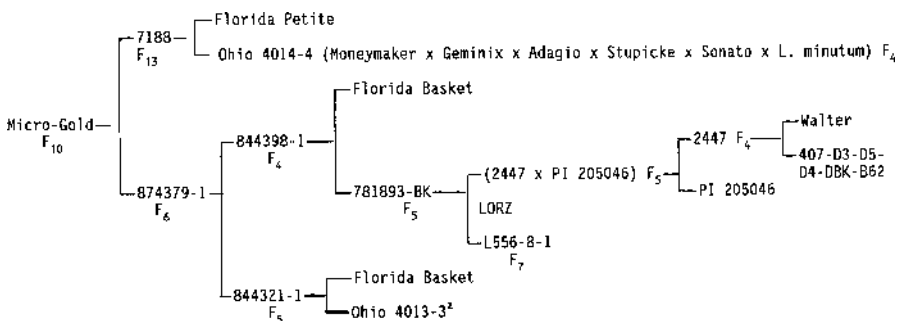 Florida Petite
7188
F13
Ohio 4014-4 (Moneymaker x Geminix x Adagio x Stupicke x Sonato x L. minutum) F4
Florida Basket
Micro-Gold
F10
844398-1
F4
Walter
2447 F4
(2447 x PI 205046) F5
407-D3-D5-
D4-DBK-B62
874379-1
F6
781893-BK
F5
PI 205046
LORZ
L556-8-1
F7
Florida Basket
844321-1
F5
Ohio 4013-3²